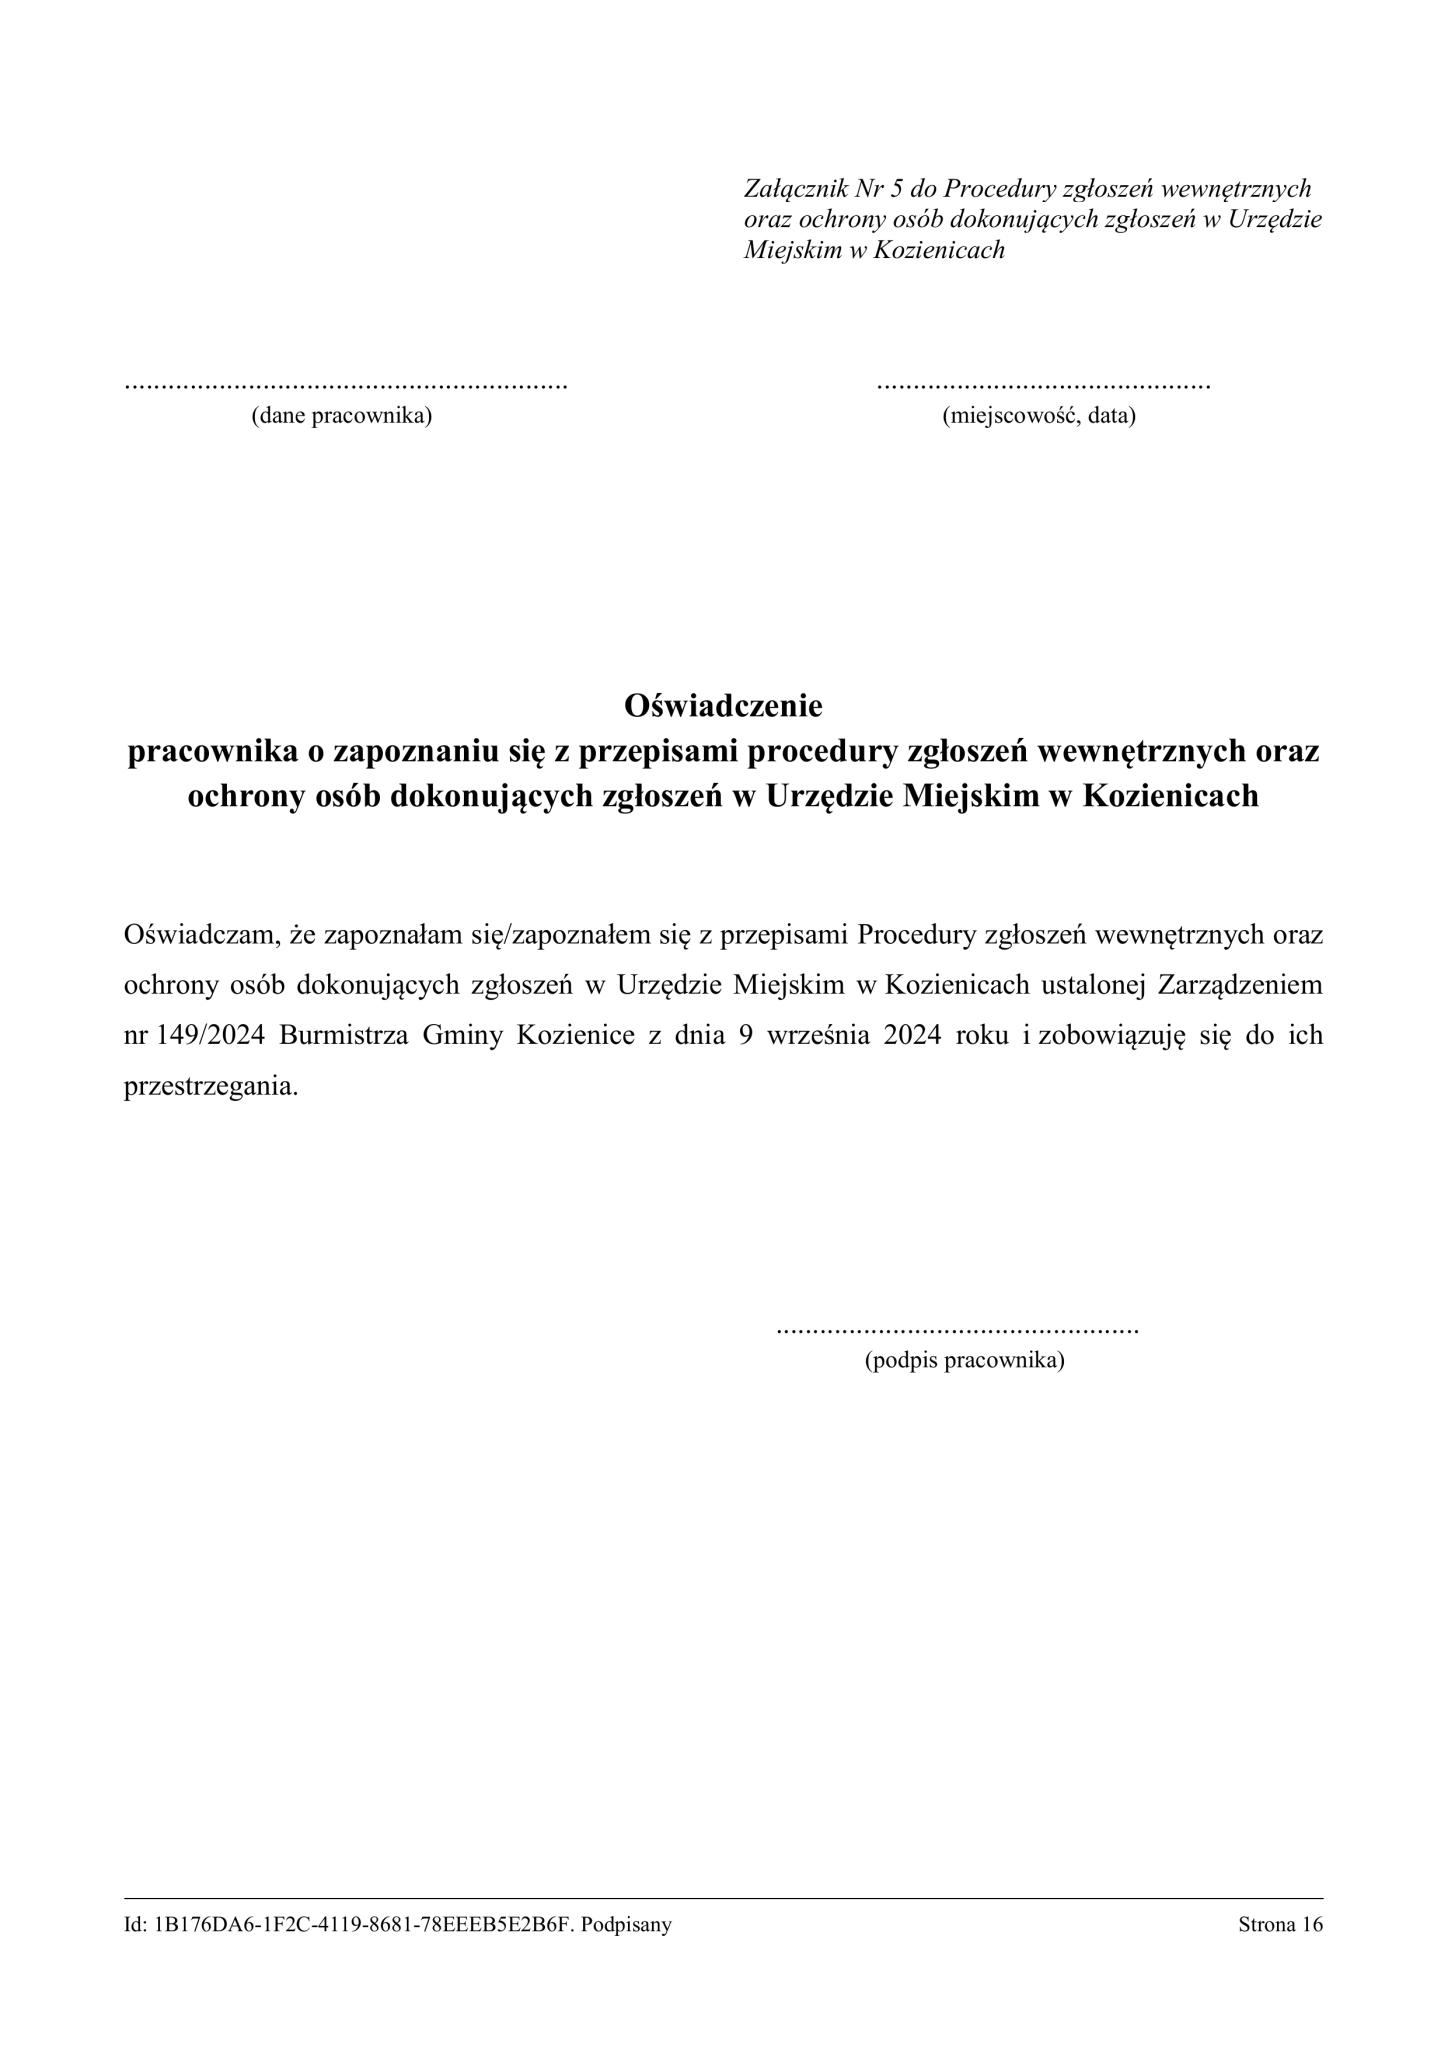 Załącznik Nr 5 do Procedury zgłoszeń wewnętrznych
oraz ochrony osób dokonujących zgłoszeń w Urzędzie
Miejskim w Kozienicach
............................................................. ..............................................
(dane pracownika) (miejscowość, data)
Oświadczenie
pracownika o zapoznaniu się z przepisami procedury zgłoszeń wewnętrznych oraz
ochrony osób dokonujących zgłoszeń w Urzędzie Miejskim w Kozienicach
Oświadczam, że zapoznałam się/zapoznałem się z przepisami Procedury zgłoszeń wewnętrznych oraz
ochrony osób dokonujących zgłoszeń w Urzędzie Miejskim w Kozienicach ustalonej Zarządzeniem
nr 149/2024 Burmistrza Gminy Kozienice z dnia 9 września 2024 roku i zobowiązuję się do ich
przestrzegania.
..................................................
(podpis pracownika)
Id: 1B176DA6-1F2C-4119-8681-78EEEB5E2B6F. Podpisany Strona 16